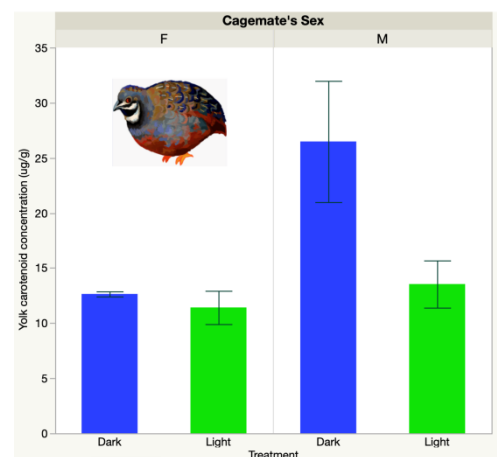 Cagemate's Sex
F M
35
30
25
20
15
10
5
0
Yolk carotenoid concentration (ug/g)
Dark Light Dark Light
Treatment